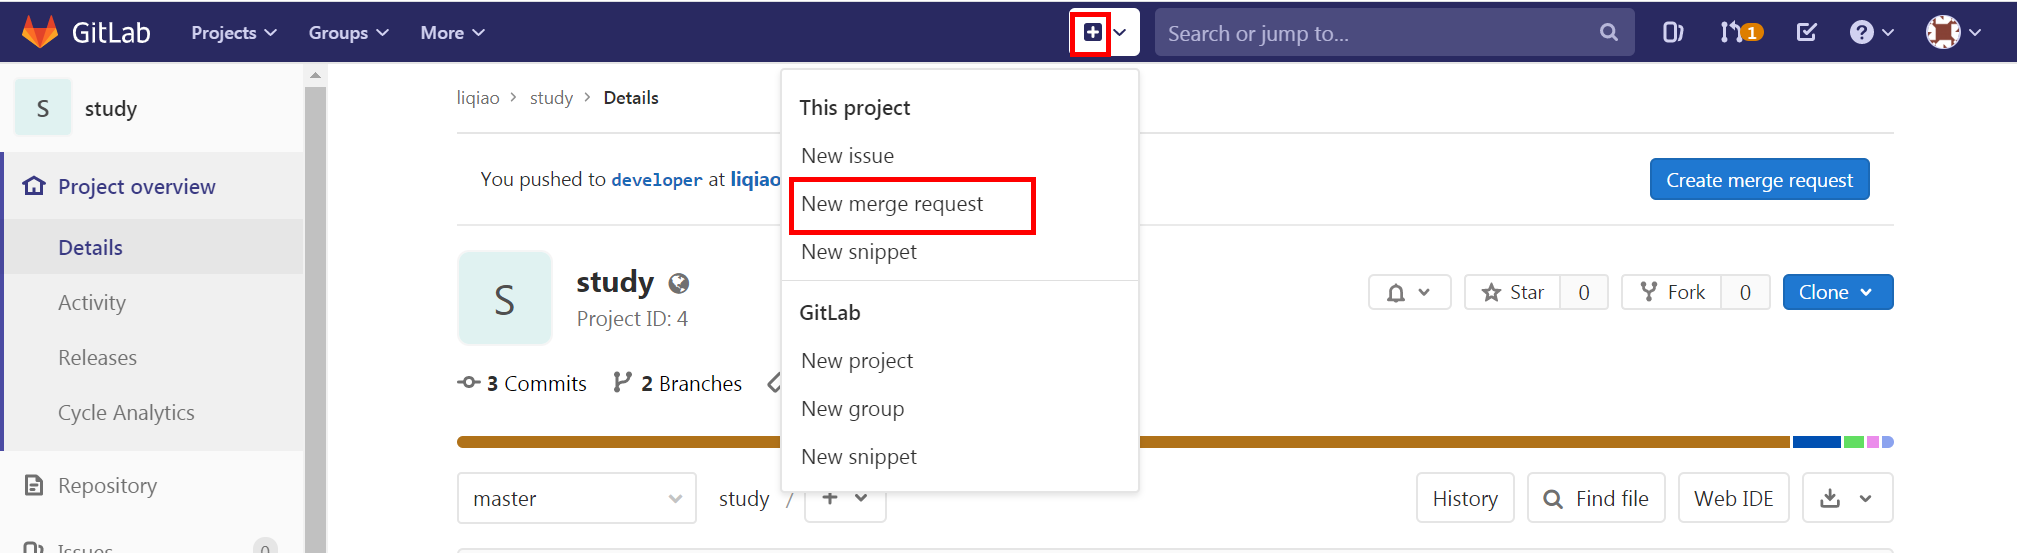 GitLab Projects Groups More Search or jump to... 1
S study
liqiao > study > Details
This project
New issue
Project overview
You pushed to developer at liqiao
New merge request
Create merge request
New snippet
Details
S study
Project ID: 4
Star 0 Fork 0 Clone
GitLab
Activity
New project
Releases
3 Commits 2 Branches
New group
Cycle Analytics
New snippet
Repository
master study / +
History Find file Web IDE
Issues 0